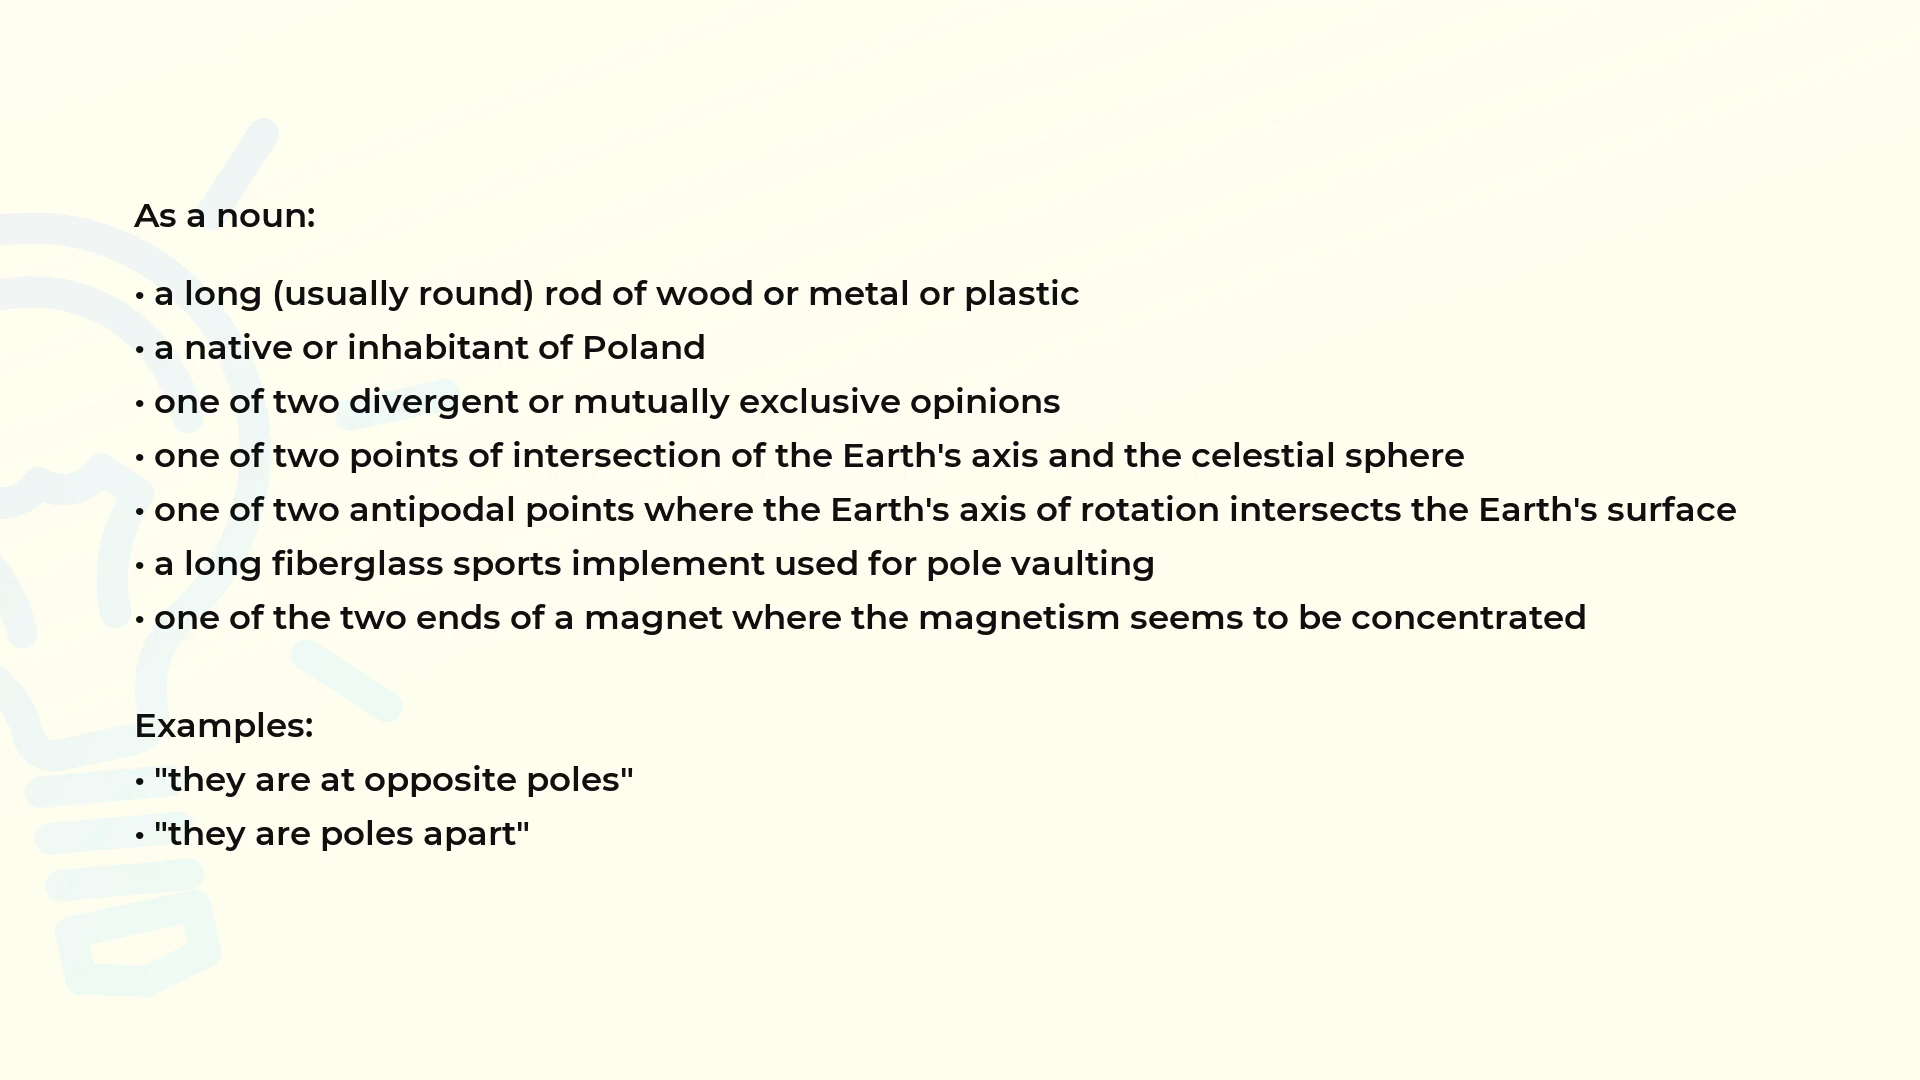 As a noun:
• a long (usually round) rod of wood or metal or plastic
• a native or inhabitant of Poland
• one of two divergent or mutually exclusive opinions
• one of two points of intersection of the Earth's axis and the celestial sphere
• one of two antipodal points where the Earth's axis of rotation intersects the Earth's surface
• a long fiberglass sports implement used for pole vaulting
• one of the two ends of a magnet where the magnetism seems to be concentrated
Examples:
• "they are at opposite poles"
• "they are poles apart"